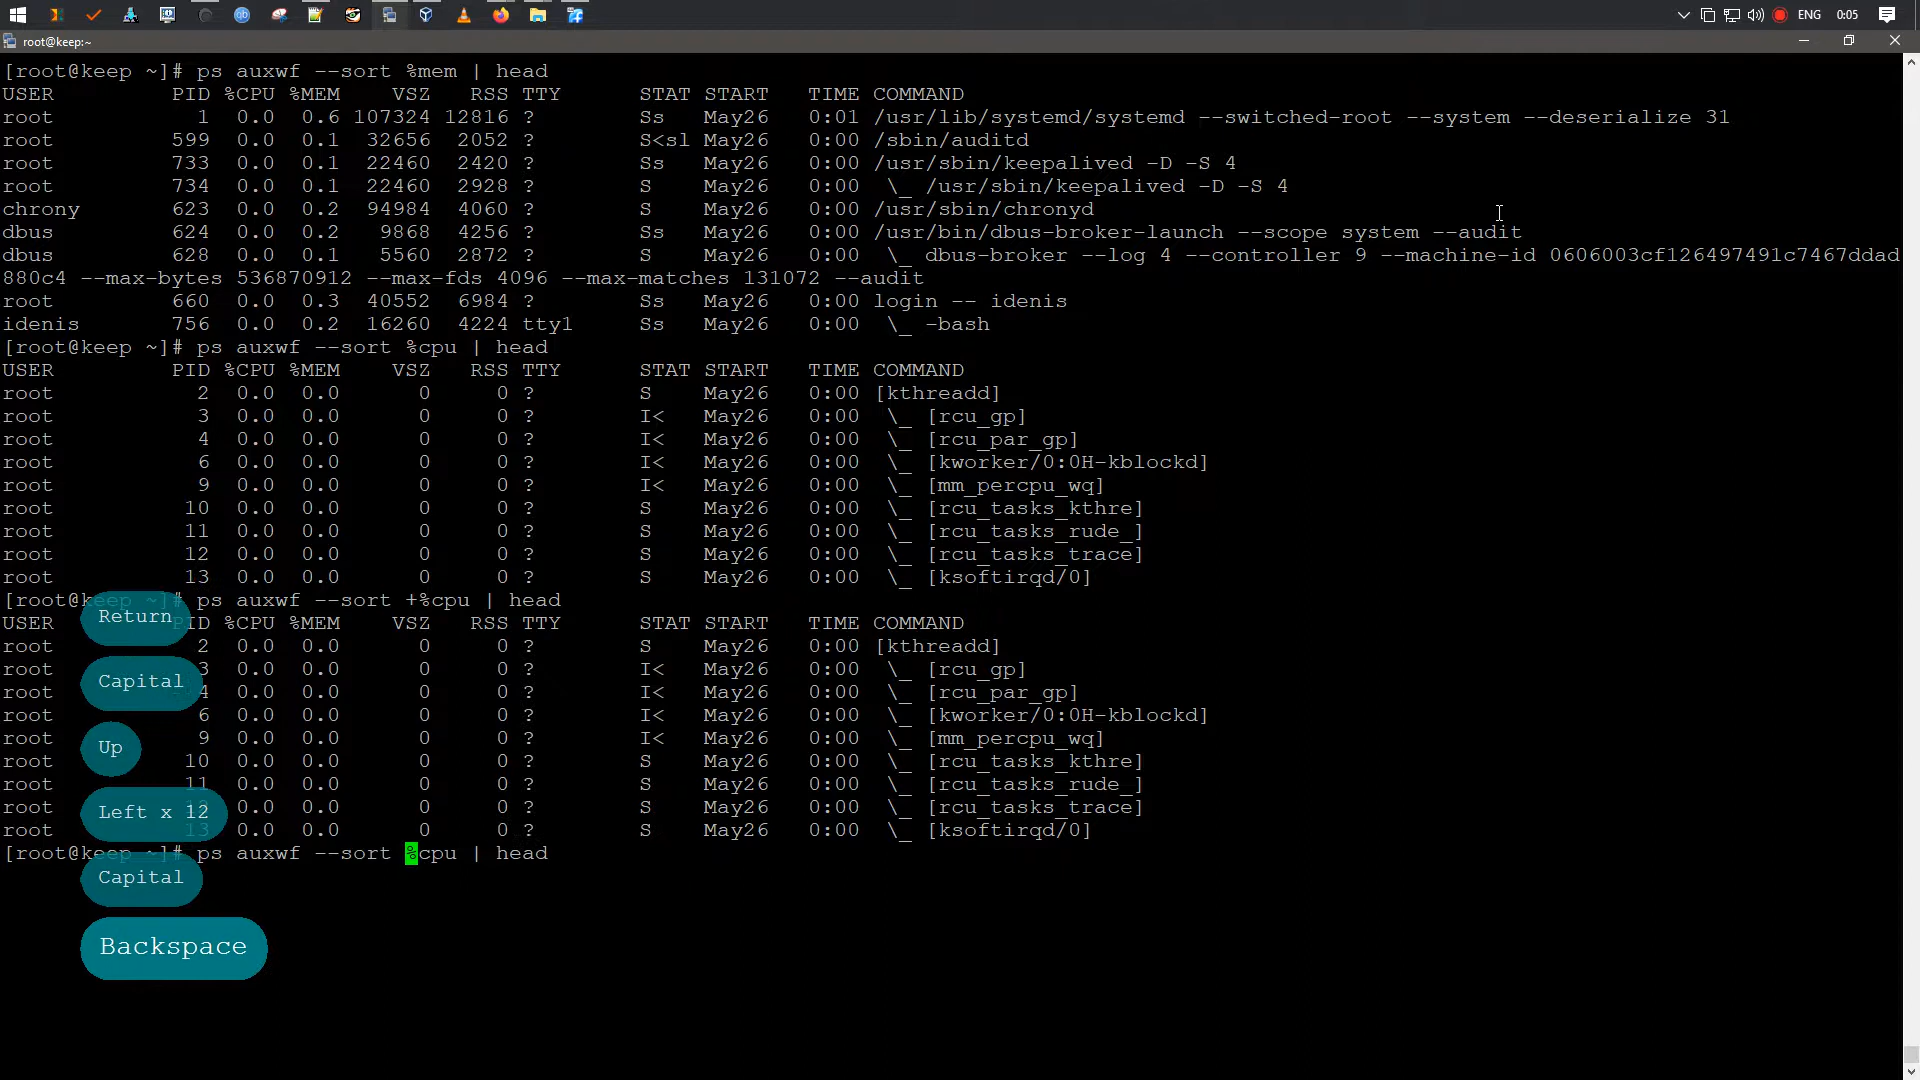 ENG 0:05
root@keep:~
[root@keep ~]# ps auxwf --sort %mem | head
USER PID %CPU %MEM VSZ RSS TTY STAT START TIME COMMAND
root 1 0.0 0.6 107324 12816 ? Ss May26 0:01 /usr/lib/systemd/systemd --switched-root --system --deserialize 31
root 599 0.0 0.1 32656 2052 ? S<sl May26 0:00 /sbin/auditd
root 733 0.0 0.1 22460 2420 ? Ss May26 0:00 /usr/sbin/keepalived -D -S 4
root 734 0.0 0.1 22460 2928 ? S May26 0:00 \_ /usr/sbin/keepalived -D -S 4
chrony 623 0.0 0.2 94984 4060 ? S May26 0:00 /usr/sbin/chronyd
dbus 624 0.0 0.2 9868 4256 ? Ss May26 0:00 /usr/bin/dbus-broker-launch --scope system --audit
dbus 628 0.0 0.1 5560 2872 ? S May26 0:00 \_ dbus-broker --log 4 --controller 9 --machine-id 0606003cf126497491c7467ddad
880c4 --max-bytes 536870912 --max-fds 4096 --max-matches 131072 --audit
root 660 0.0 0.3 40552 6984 ? Ss May26 0:00 login -- idenis
idenis 756 0.0 0.2 16260 4224 tty1 Ss May26 0:00 \_ -bash
[root@keep ~]# ps auxwf --sort %cpu | head
USER PID %CPU %MEM VSZ RSS TTY STAT START TIME COMMAND
root 2 0.0 0.0 0 0 ? S May26 0:00 [kthreadd]
root 3 0.0 0.0 0 0 ? I< May26 0:00 \_ [rcu_gp]
root 4 0.0 0.0 0 0 ? I< May26 0:00 \_ [rcu_par_gp]
root 6 0.0 0.0 0 0 ? I< May26 0:00 \_ [kworker/0:0H-kblockd]
root 9 0.0 0.0 0 0 ? I< May26 0:00 \_ [mm_percpu_wq]
root 10 0.0 0.0 0 0 ? S May26 0:00 \_ [rcu_tasks_kthre]
root 11 0.0 0.0 0 0 ? S May26 0:00 \_ [rcu_tasks_rude_]
root 12 0.0 0.0 0 0 ? S May26 0:00 \_ [rcu_tasks_trace]
root 13 0.0 0.0 0 0 ? S May26 0:00 \_ [ksoftirqd/0]
[root@keep ~]# ps auxwf --sort +%cpu | head
Return
USER PID %CPU %MEM VSZ RSS TTY STAT START TIME COMMAND
root 2 0.0 0.0 0 0 ? S May26 0:00 [kthreadd]
root 3 0.0 0.0 0 0 ? I< May26 0:00 \_ [rcu_gp]
Capital
root 4 0.0 0.0 0 0 ? I< May26 0:00 \_ [rcu_par_gp]
root 6 0.0 0.0 0 0 ? I< May26 0:00 \_ [kworker/0:0H-kblockd]
root 9 0.0 0.0 0 0 ? I< May26 0:00 \_ [mm_percpu_wq]
Up
root 10 0.0 0.0 0 0 ? S May26 0:00 \_ [rcu_tasks_kthre]
root 11 0.0 0.0 0 0 ? S May26 0:00 \_ [rcu_tasks_rude_]
root 12 0.0 0.0 0 0 ? S May26 0:00 \_ [rcu_tasks_trace]
Left x 12
root 13 0.0 0.0 0 0 ? S May26 0:00 \_ [ksoftirqd/0]
[root@keep ~]# ps auxwf --sort %cpu | head
Capital
Backspace